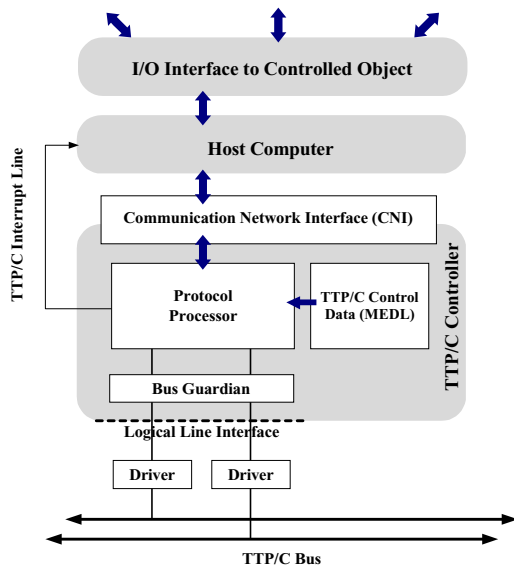 I/O Interface to Controlled Object
Host Computer
TTP/C Interrupt Line
Communication Network Interface (CNI)
Protocol
Processor
TTP/C Control
Data (MEDL)
TTP/C Controller
Bus Guardian
Logical Line Interface
Driver
Driver
TTP/C Bus